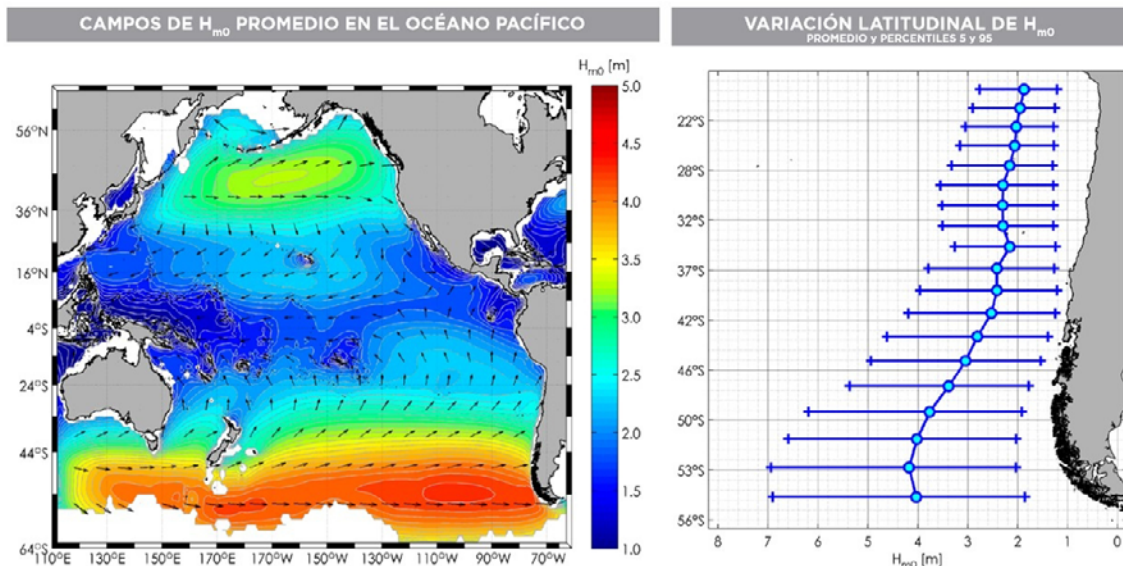 CAMPOS DE Hm0 PROMEDIO EN EL OCÉANO PACÍFICO
Hm0 [m]
5.0
4.5
4.0
3.5
3.0
2.5
2.0
1.5
1.0
56°N
36°N
16°N
4°S
24°S
44°S
64°S
110°E 130°E 150°E 170°E 170°W 150°W 130°W 110°W 90°W 70°W
VARIACIÓN LATITUDINAL DE Hm0
PROMEDIO y PERCENTILES 5 y 95
22°S
28°S
32°S
37°S
42°S
46°S
50°S
53°S
56°S
8 7 6 5 4 3 2 1 0
Hm0 [m]